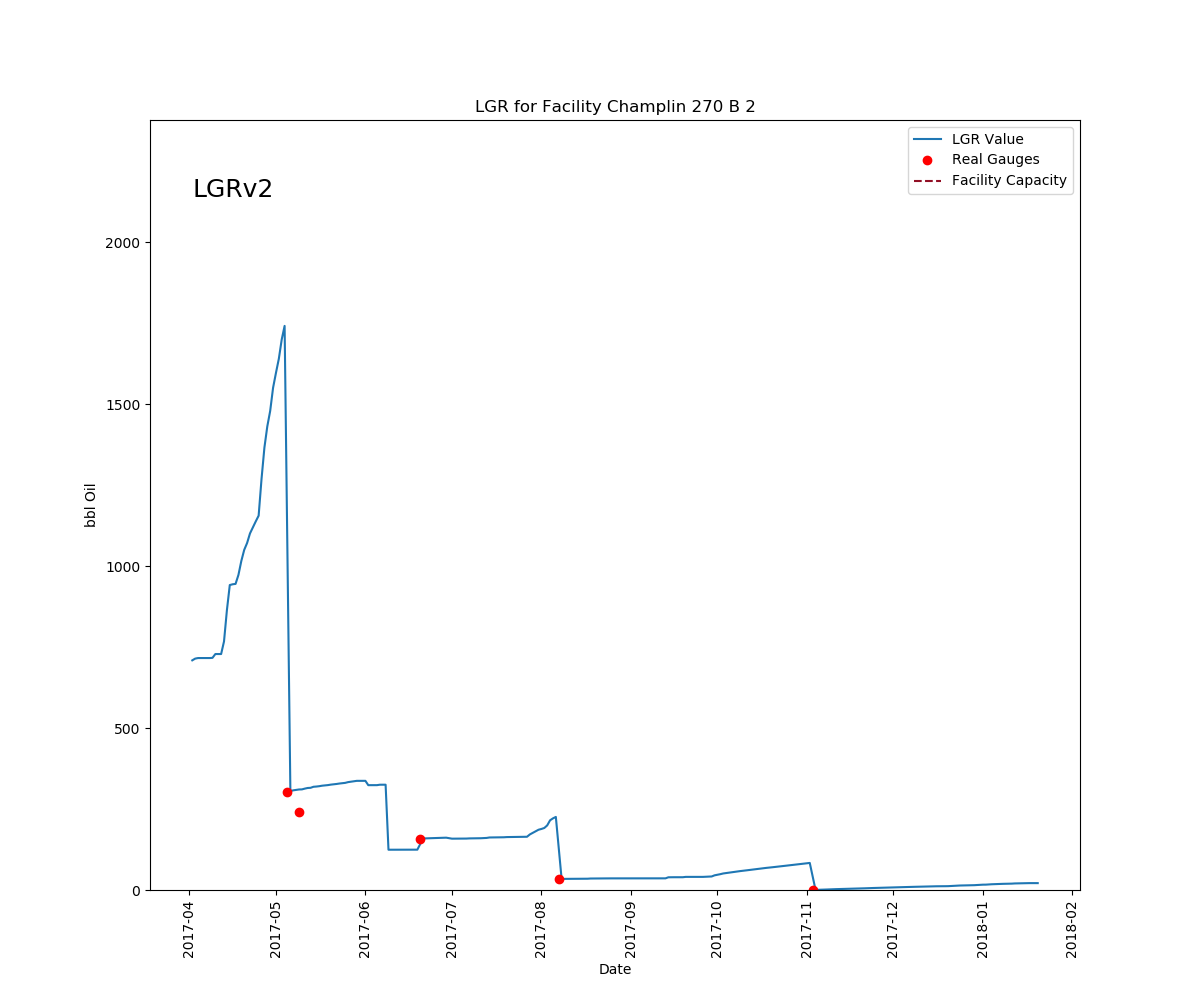 LGR for Facility Champlin 270 B 2
LGRv2
LGR Value
Real Gauges
Facility Capacity
bbl Oil
2000
1500
1000
500
0
2017-04
2017-05
2017-06
2017-07
2017-08
2017-09
2017-10
2017-11
2017-12
2018-01
2018-02
Date